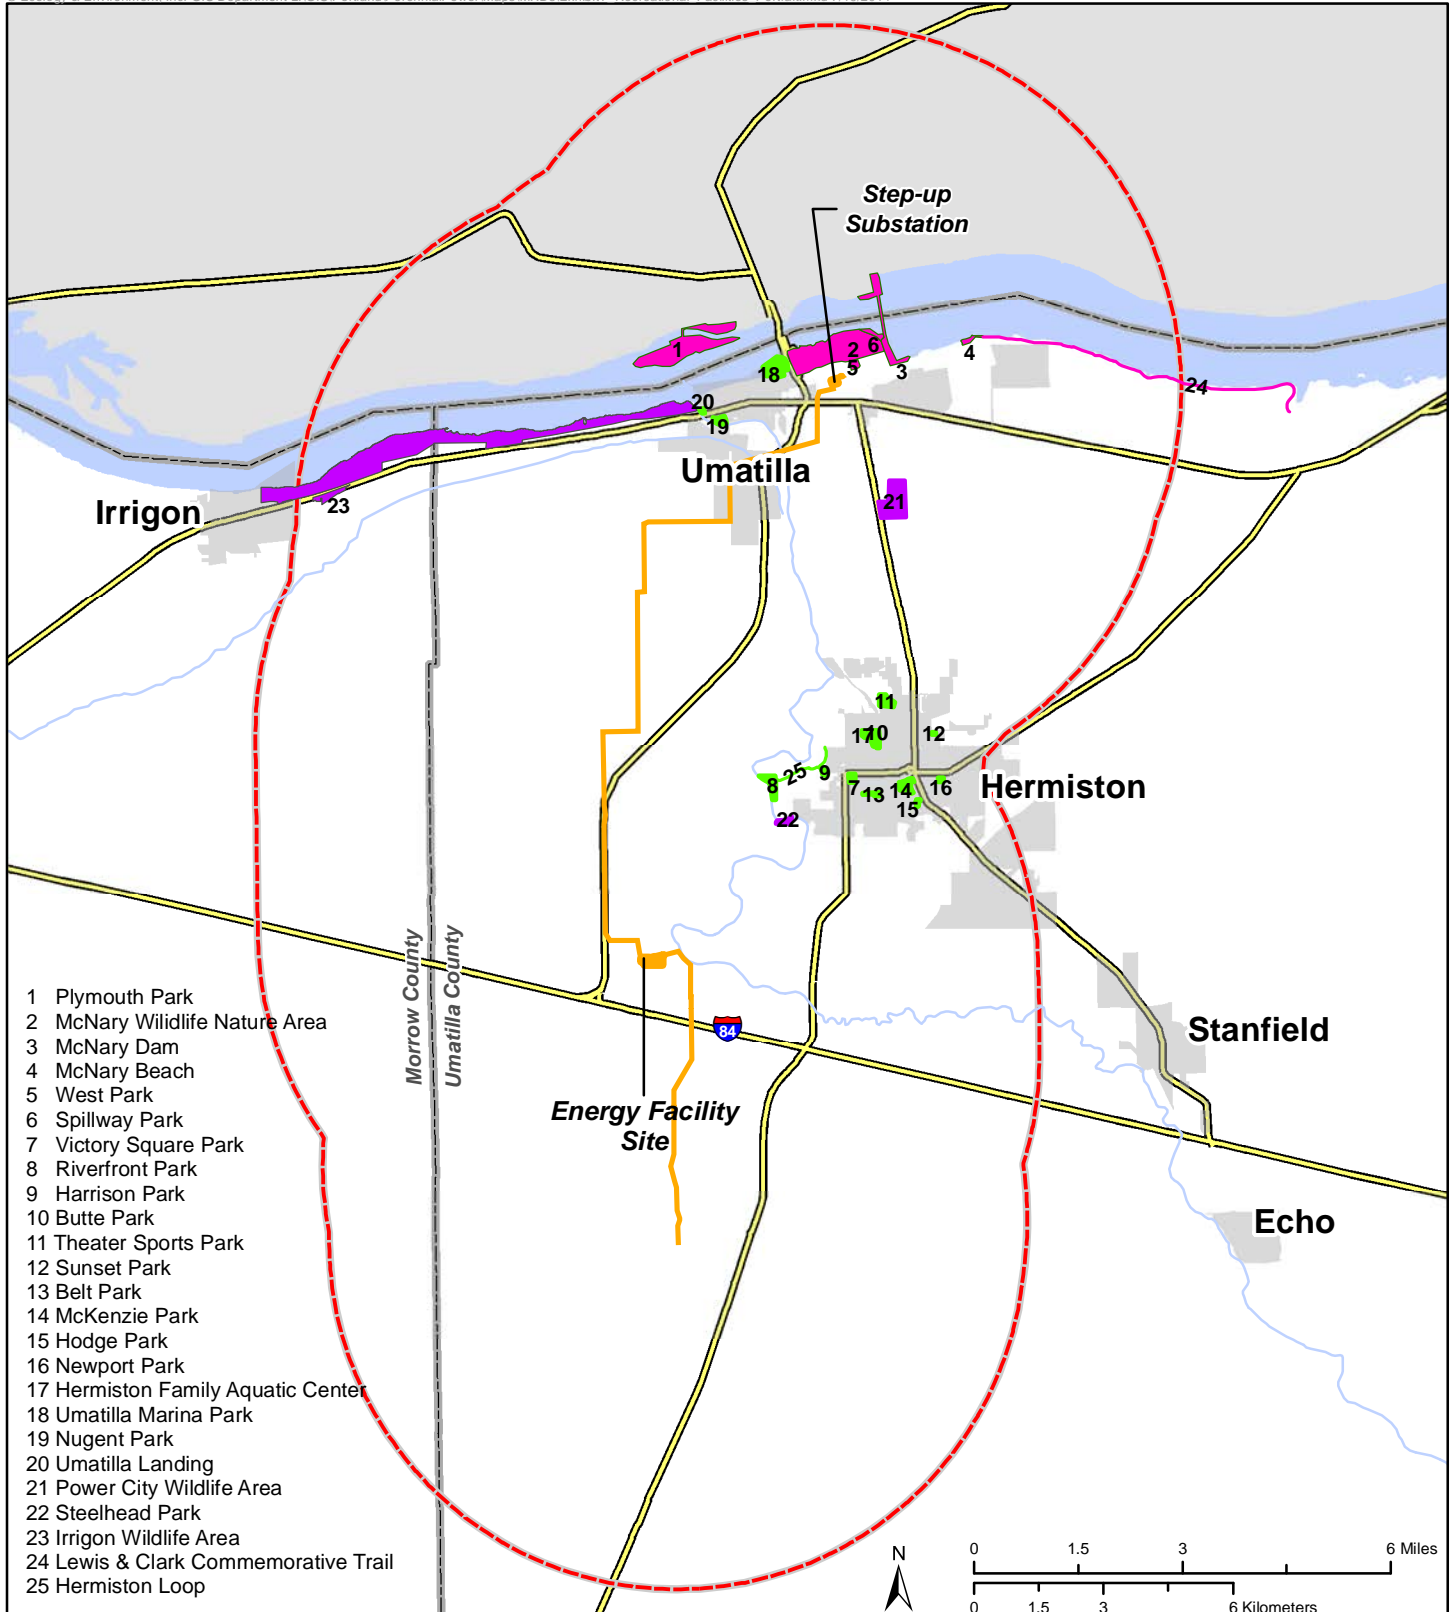 Step-up
Substation
1
2
6
5
3
4
18
24
20
19
Umatilla
21
Irrigon
23
11
17
10
12
25
9
8
7
13
14
16
15
22
Hermiston
Morrow County
Umatilla County
84
Stanfield
Energy Facility
Site
Echo
1 Plymouth Park
2 McNary Wilidlife Nature Area
3 McNary Dam
4 McNary Beach
5 West Park
6 Spillway Park
7 Victory Square Park
8 Riverfront Park
9 Harrison Park
10 Butte Park
11 Theater Sports Park
12 Sunset Park
13 Belt Park
14 McKenzie Park
15 Hodge Park
16 Newport Park
17 Hermiston Family Aquatic Center
18 Umatilla Marina Park
19 Nugent Park
20 Umatilla Landing
21 Power City Wildlife Area
22 Steelhead Park
23 Irrigon Wildlife Area
24 Lewis & Clark Commemorative Trail
25 Hermiston Loop
N
0 1.5 3 6 Miles
0 1.5 3 6 Kilometers